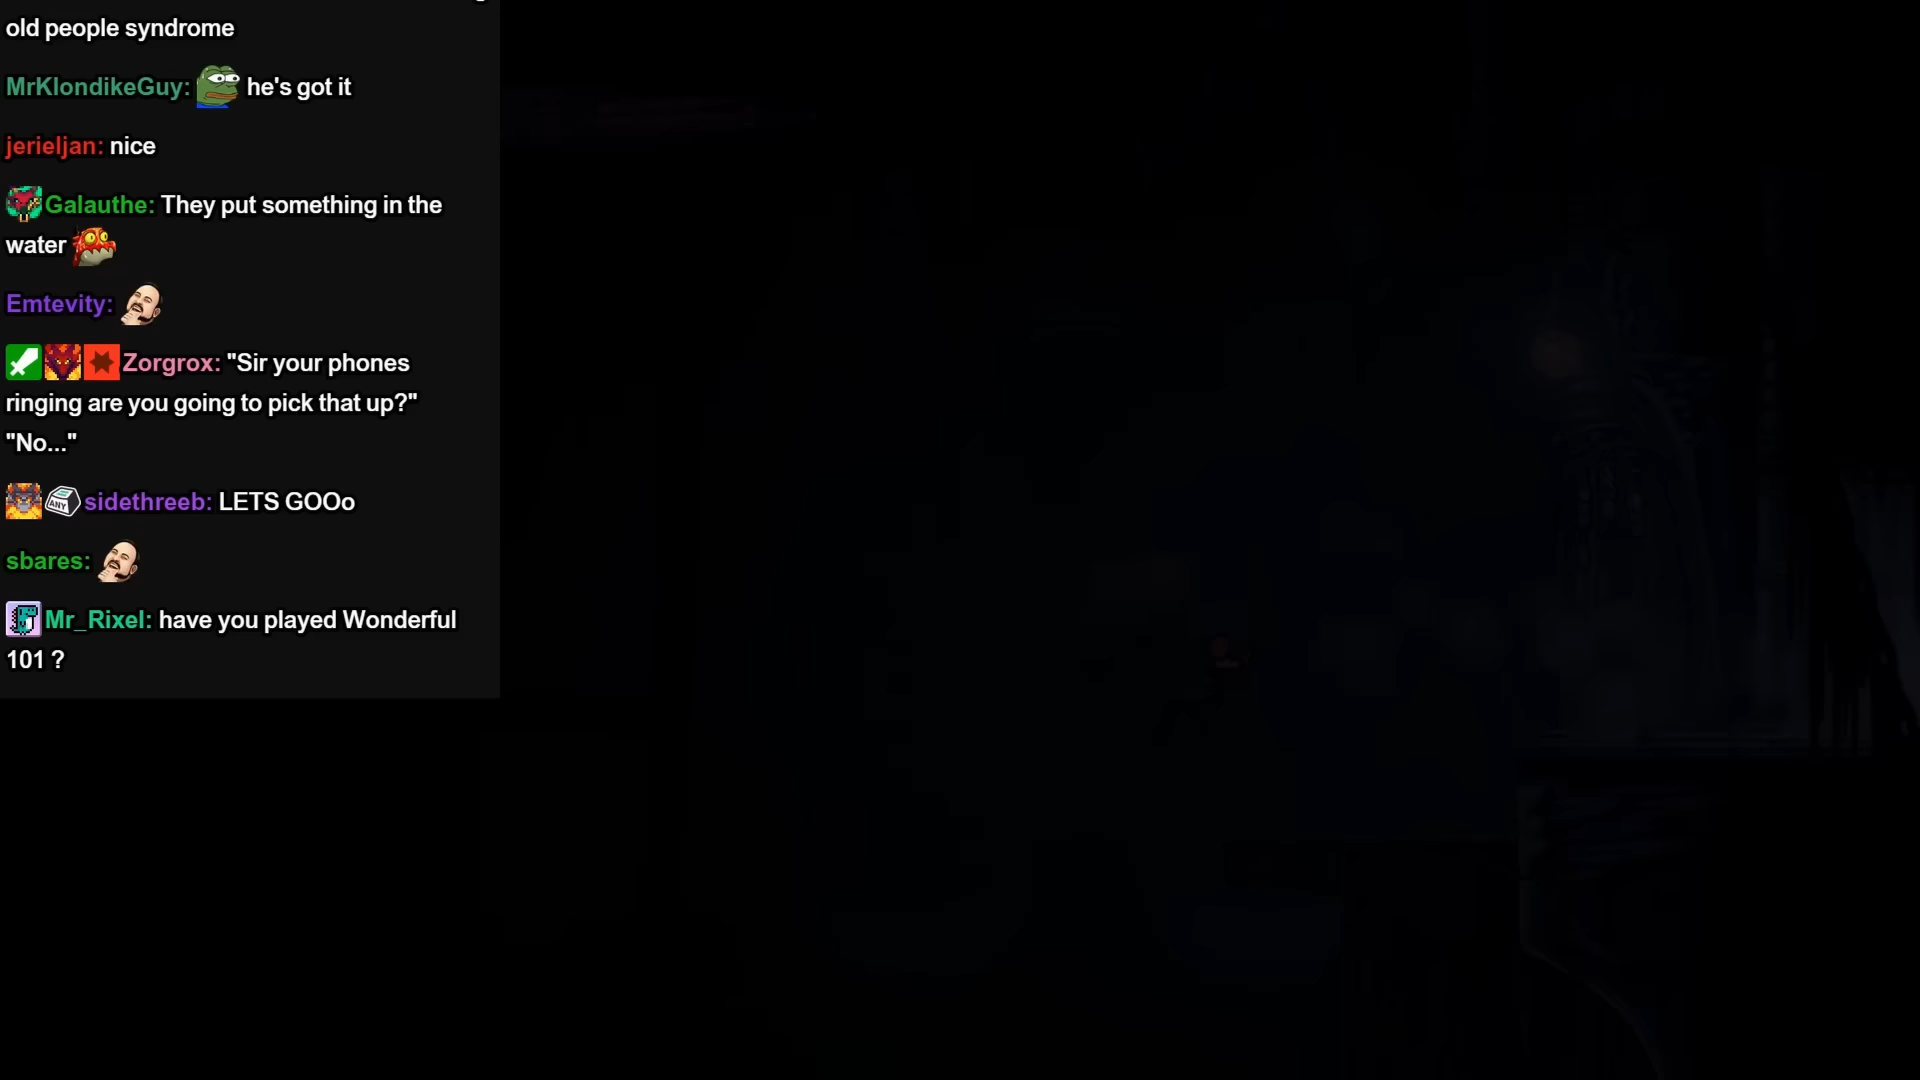 old people syndrome
MrKlondikeGuy: he's got it
jerieljan: nice
Galauthe: They put something in the
water
Emtevity:
Zorgrox: "Sir your phones
ringing are you going to pick that up?"
"No..."
ANY sidethreeb: LETS GOOo
sbares:
Mr_Rixel: have you played Wonderful
101 ?